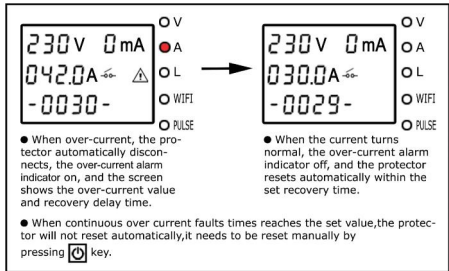 230V 0mA
042.0A
-0030-
V
A
L
WIFI
PULSE
230V 0mA
030.0A
-0029-
V
A
L
WIFI
PULSE
● When over-current, the pro-
tector automatically discon-
nects, the over-current alarm
indicator on, and the screen
shows the over-current value
and recovery delay time.
● When the current turns
normal, the over-current alarm
indicator off, and the protector
resets automatically within the
set recovery time.
● When continuous over current faults times reaches the set value,the protec-
tor will not reset automatically,it needs to be reset manually by
pressing key.